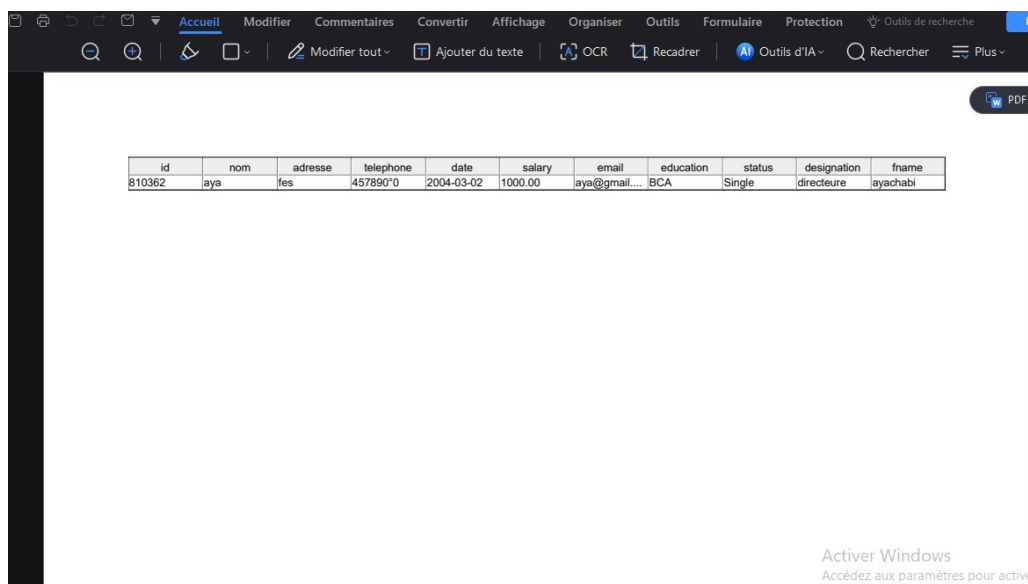 Accueil Modifier Commentaires Convertir Affichage Organiser Outils Formulaire Protection Outils de recherche
Modifier tout Ajouter du texte OCR Recadrer AI Outils d'IA Rechercher Plus
PDF
id nom adresse telephone date salary email education status designation fname
810362 aya fes 457890°0 2004-03-02 1000.00 aya@gmail.... BCA Single directeure ayachabi
Activer Windows
Accédez aux paramètres pour active